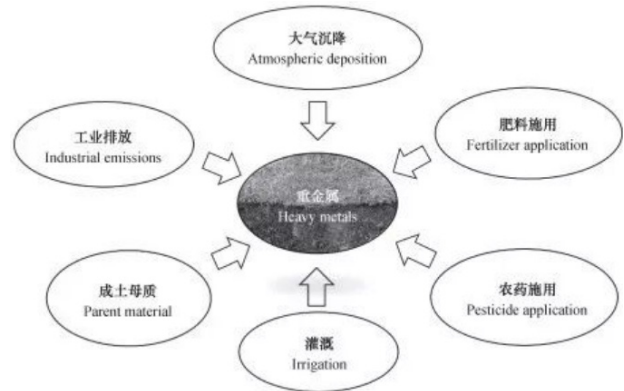 大气沉降
Atmospheric deposition
工业排放
Industrial emissions
肥料施用
Fertilizer application
重金属
Heavy metals
成土母质
Parent material
农药施用
Pesticide application
灌溉
Irrigation